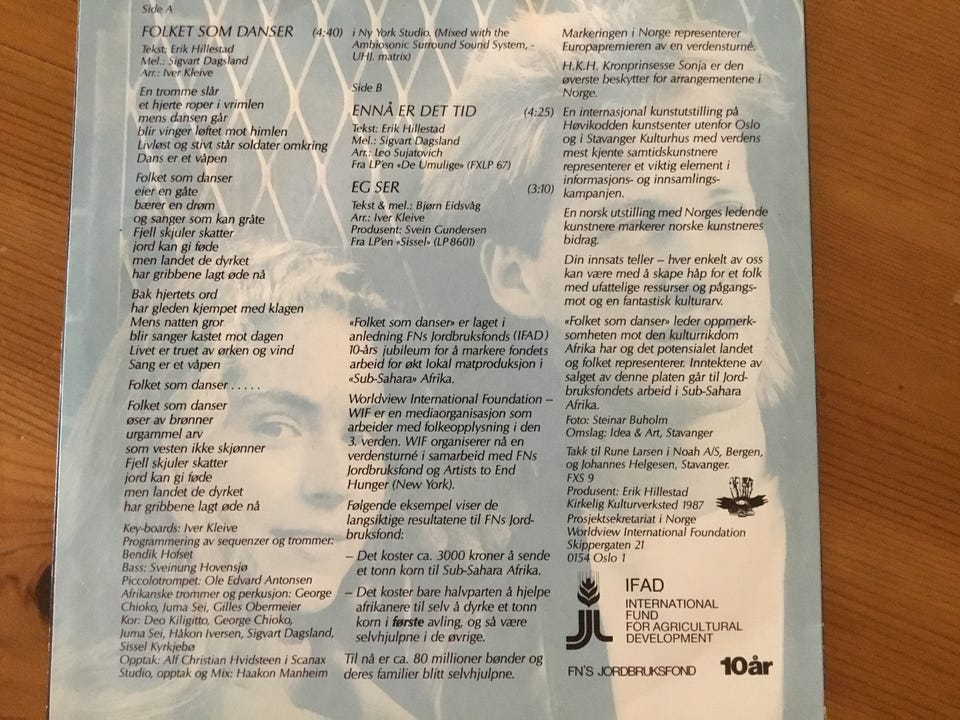 Side A
FOLKET SOM DANSER (4:40)
Tekst: Erik Hillestad
Mel.: Sigvart Dagsland
Arr.: Iver Kleive
En tromme slår
et hjerte roper i vrimlen
mens dansen går
blir vinger løftet mot himlen
Livløst og stivt står soldater omkring
Dans er et våpen
Folket som danser
eier en gåte
bærer en drøm
og sanger som kan gråte
Fjell skjuler skatter
jord kan gi føde
men landet de dyrket
har gribbene lagt øde nå
Bak hjertets ord
har gleden kjempet med klagen
Mens natten gror
blir sanger kastet mot dagen
Livet er truet av ørken og vind
Sang er et våpen
Folket som danser . . . . .
Folket som danser
øser av brønner
urgammel arv
som vesten ikke skjønner
Fjell skjuler skatter
jord kan gi føde
men landet de dyrket
har gribbene lagt øde nå
Key-boards: Iver Kleive
Programmering av sequenzer og trommer:
Bendik Hofset
Bass: Sveinung Hovensjø
Piccolotrompet: Ole Edvard Antonsen
Afrikanske trommer og perkusjon: George
Chioko, Juma Sei, Gilles Obermeier
Kor: Deo Kiligitto, George Chioko,
Juma Sei, Håkon Iversen, Sigvart Dagsland,
Sissel Kyrkjebø
Opptak: Alf Christian Hvidsteen i Scanax
Studio, opptak og Mix: Haakon Manheim
i Ny York Studio. (Mixed with the
Ambiosonic Surround Sound System, -
UHJ. matrix)
Side B
ENNÅ ER DET TID (4:25)
Tekst: Erik Hillestad
Mel.: Sigvart Dagsland
Arr.: Leo Sujatovich
Fra LP'en «De Umulige» (FXLP 67)
EG SER (3:10)
Tekst & mel.: Bjørn Eidsvåg
Arr.: Iver Kleive
Produsent: Svein Gundersen
Fra LP'en «Sissel» (LP 8601)
«Folket som danser» er laget i
anledning FNs Jordbruksfonds (IFAD)
10-års jubileum for å markere fondets
arbeid for økt lokal matproduksjon i
«Sub-Sahara» Afrika.
Worldview International Foundation –
WIF er en mediaorganisasjon som
arbeider med folkeopplysning i den
3. verden. WIF organiserer nå en
verdensturné i samarbeid med FNs
Jordbruksfond og Artists to End
Hunger (New York).
Følgende eksempel viser de
langsiktige resultatene til FNs Jord-
bruksfond:
– Det koster ca. 3000 kroner å sende
et tonn korn til Sub-Sahara Afrika.
– Det koster bare halvparten å hjelpe
afrikanere til selv å dyrke et tonn
korn i første avling, og så være
selvhjulpne i de øvrige.
Til nå er ca. 80 millioner bønder og
deres familier blitt selvhjulpne.
Markeringen i Norge representerer
Europapremieren av en verdensturné.
H.K.H. Kronprinsesse Sonja er den
øverste beskytter for arrangementene i
Norge.
En internasjonal kunstutstilling på
Høvikodden kunstsenter utenfor Oslo
og i Stavanger Kulturhus med verdens
mest kjente samtidskunstnere
representerer et viktig element i
informasjons- og innsamlings-
kampanjen.
En norsk utstilling med Norges ledende
kunstnere markerer norske kunstneres
bidrag.
Din innsats teller – hver enkelt av oss
kan være med å skape håp for et folk
med ufattelige ressurser og pågangs-
mot og en fantastisk kulturarv.
«Folket som danser» leder oppmerk-
somheten mot den kulturrikdom
Afrika har og det potensialet landet
og folket representerer. Inntektene av
salget av denne platen går til Jord-
bruksfondets arbeid i Sub-Sahara
Afrika.
Foto: Steinar Buholm
Omslag: Idea & Art, Stavanger
Takk til Rune Larsen i Noah A/S, Bergen,
og Johannes Helgesen, Stavanger.
FXS 9
Produsent: Erik Hillestad
Kirkelig Kulturverksted 1987
Prosjektsekretariat i Norge
Worldview International Foundation
Skippergaten 21
0154 Oslo 1
IFAD
INTERNATIONAL
FUND
FOR AGRICULTURAL
DEVELOPMENT
FN'S JORDBRUKSFOND 10år